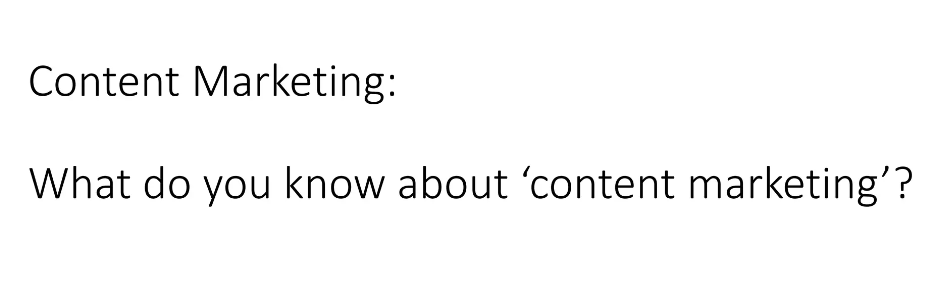 Content Marketing:
What do you know about ‘content marketing’?